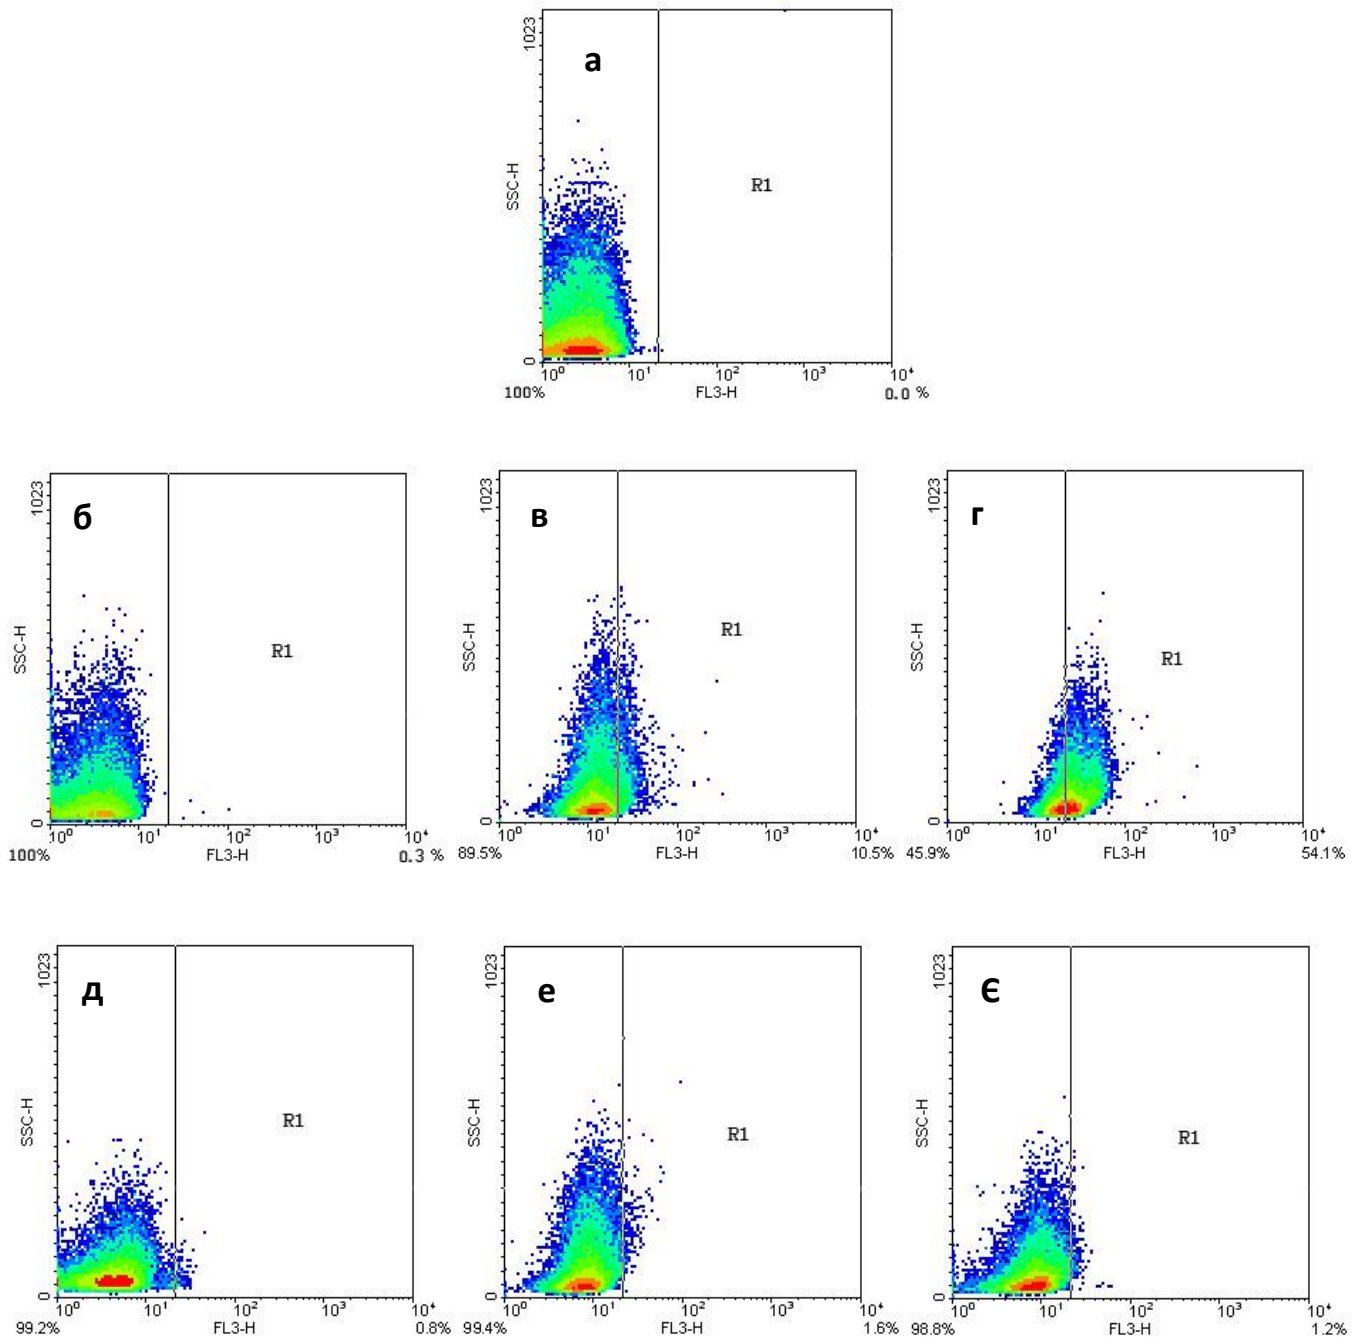 1023
а
SSC-H
R1
0
10⁰ 10¹ 10² 10³ 10⁴
100% FL3-H 0.0 %
1023 1023 1023
б в г
SSC-H R1 SSC-H R1 SSC-H R1
0 0 0
10⁰ 10¹ 10² 10³ 10⁴ 10⁰ 10¹ 10² 10³ 10⁴ 10⁰ 10¹ 10² 10³ 10⁴
100% FL3-H 0.3 % 89.5% FL3-H 10.5% 45.9% FL3-H 54.1%
1023 1023 1023
д е Є
SSC-H R1 SSC-H R1 SSC-H R1
0 0 0
10⁰ 10¹ 10² 10³ 10⁴ 10⁰ 10¹ 10² 10³ 10⁴ 10⁰ 10¹ 10² 10³ 10⁴
99.2% FL3-H 0.8% 99.4% FL3-H 1.6% 98.8% FL3-H 1.2%